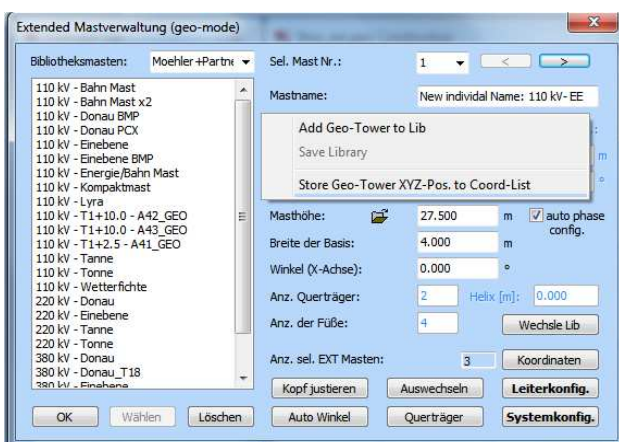 Extended Mastverwaltung (geo-mode)
Bibliotheksmasten: Moehler+Partne
Sel. Mast Nr.: 1 < >
110 kV - Bahn Mast
110 kV - Bahn Mast x2
110 kV - Donau BMP
110 kV - Donau PCX
110 kV - Einebene
110 kV - Einebene BMP
110 kV - Energie/Bahn Mast
110 kV - Kompaktmast
110 kV - Lyra
110 kV - T1+10.0 - A42_GEO
110 kV - T1+10.0 - A43_GEO
110 kV - T1+2.5 - A41_GEO
110 kV - Tanne
110 kV - Tonne
110 kV - Wetterfichte
220 kV - Donau
220 kV - Einebene
220 kV - Tanne
220 kV - Tonne
380 kV - Donau
380 kV - Donau_T18
380 kV - Einebene
Mastname: New individal Name: 110 kV- EE
Add Geo-Tower to Lib
Save Library
Store Geo-Tower XYZ-Pos. to Coord-List
m
°
Masthöhe: 27.500 m auto phase config.
Breite der Basis: 4.000 m
Winkel (X-Achse): 0.000 °
Anz. Querträger: 2 Helix [m]: 0.000
Anz. der Füße: 4 Wechsle Lib
Anz. sel. EXT Masten: 3 Koordinaten
Kopf justieren Auswechseln Leiterkonfig.
OK Wählen Löschen Auto Winkel Querträger Systemkonfig.